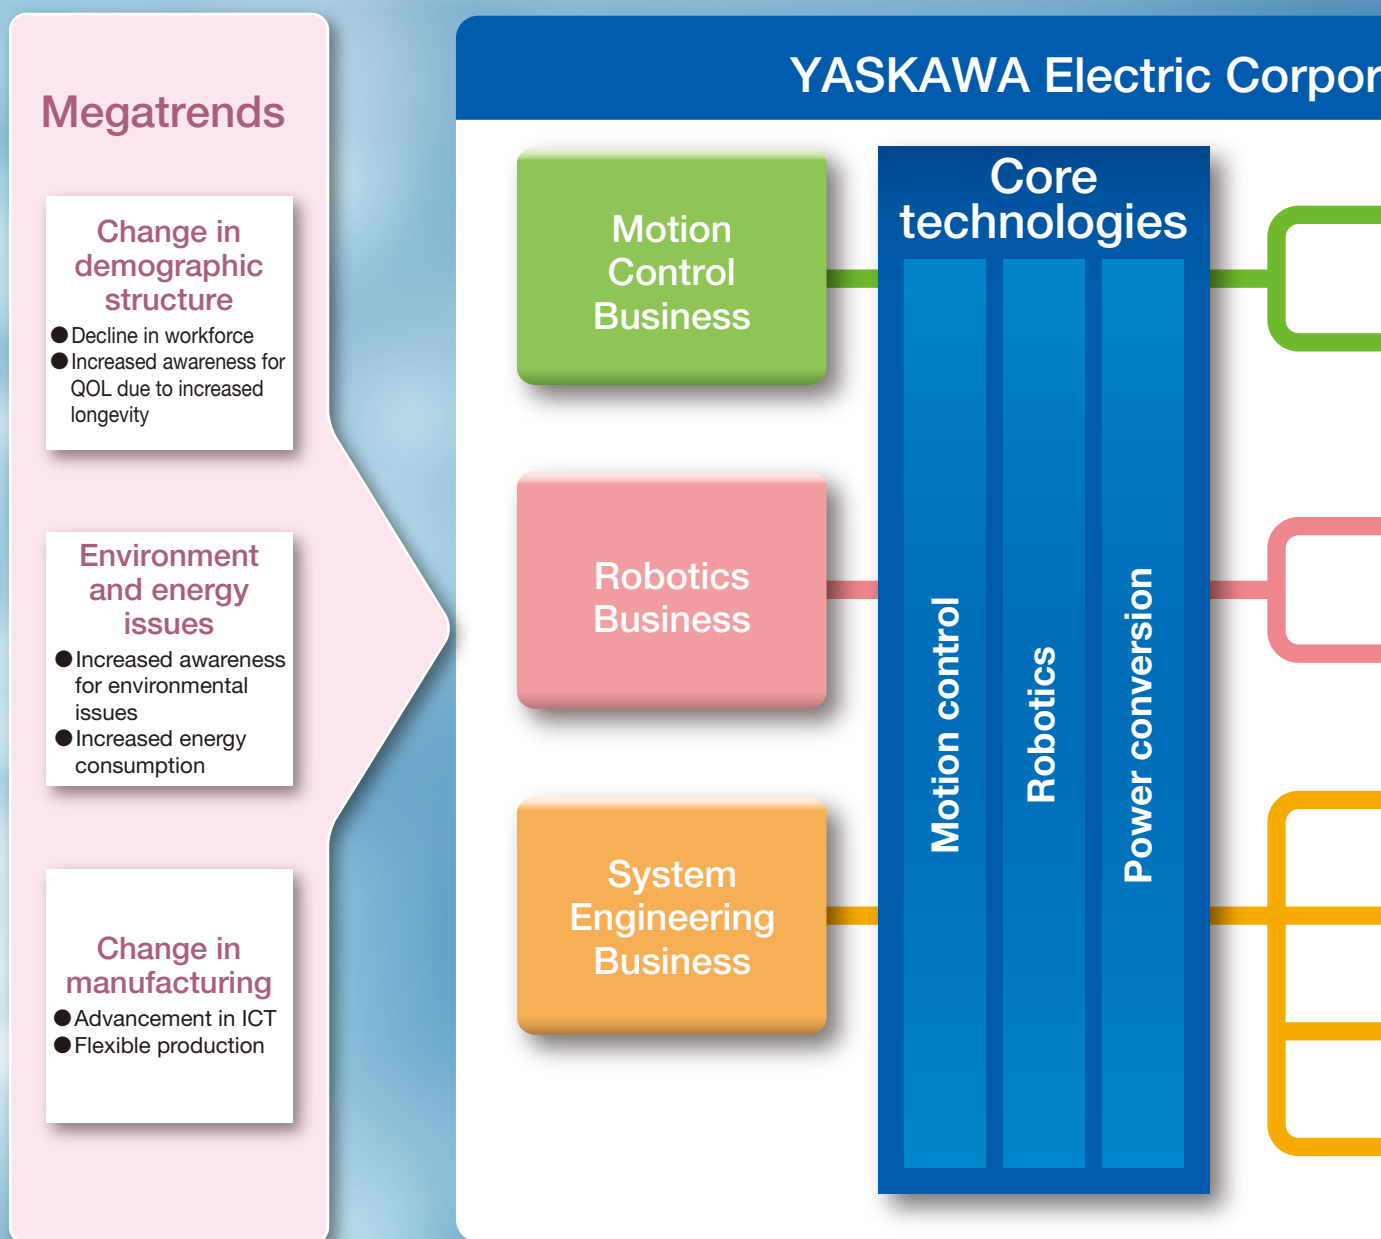 Megatrends
Change in
demographic
structure
●Decline in workforce
●Increased awareness for
QOL due to increased
longevity
Environment
and energy
issues
●Increased awareness
for environmental
issues
●Increased energy
consumption
Change in
manufacturing
●Advancement in ICT
●Flexible production
YASKAWA Electric Corpor
Motion
Control
Business
Robotics
Business
System
Engineering
Business
Core
technologies
Motion control
Robotics
Power conversion